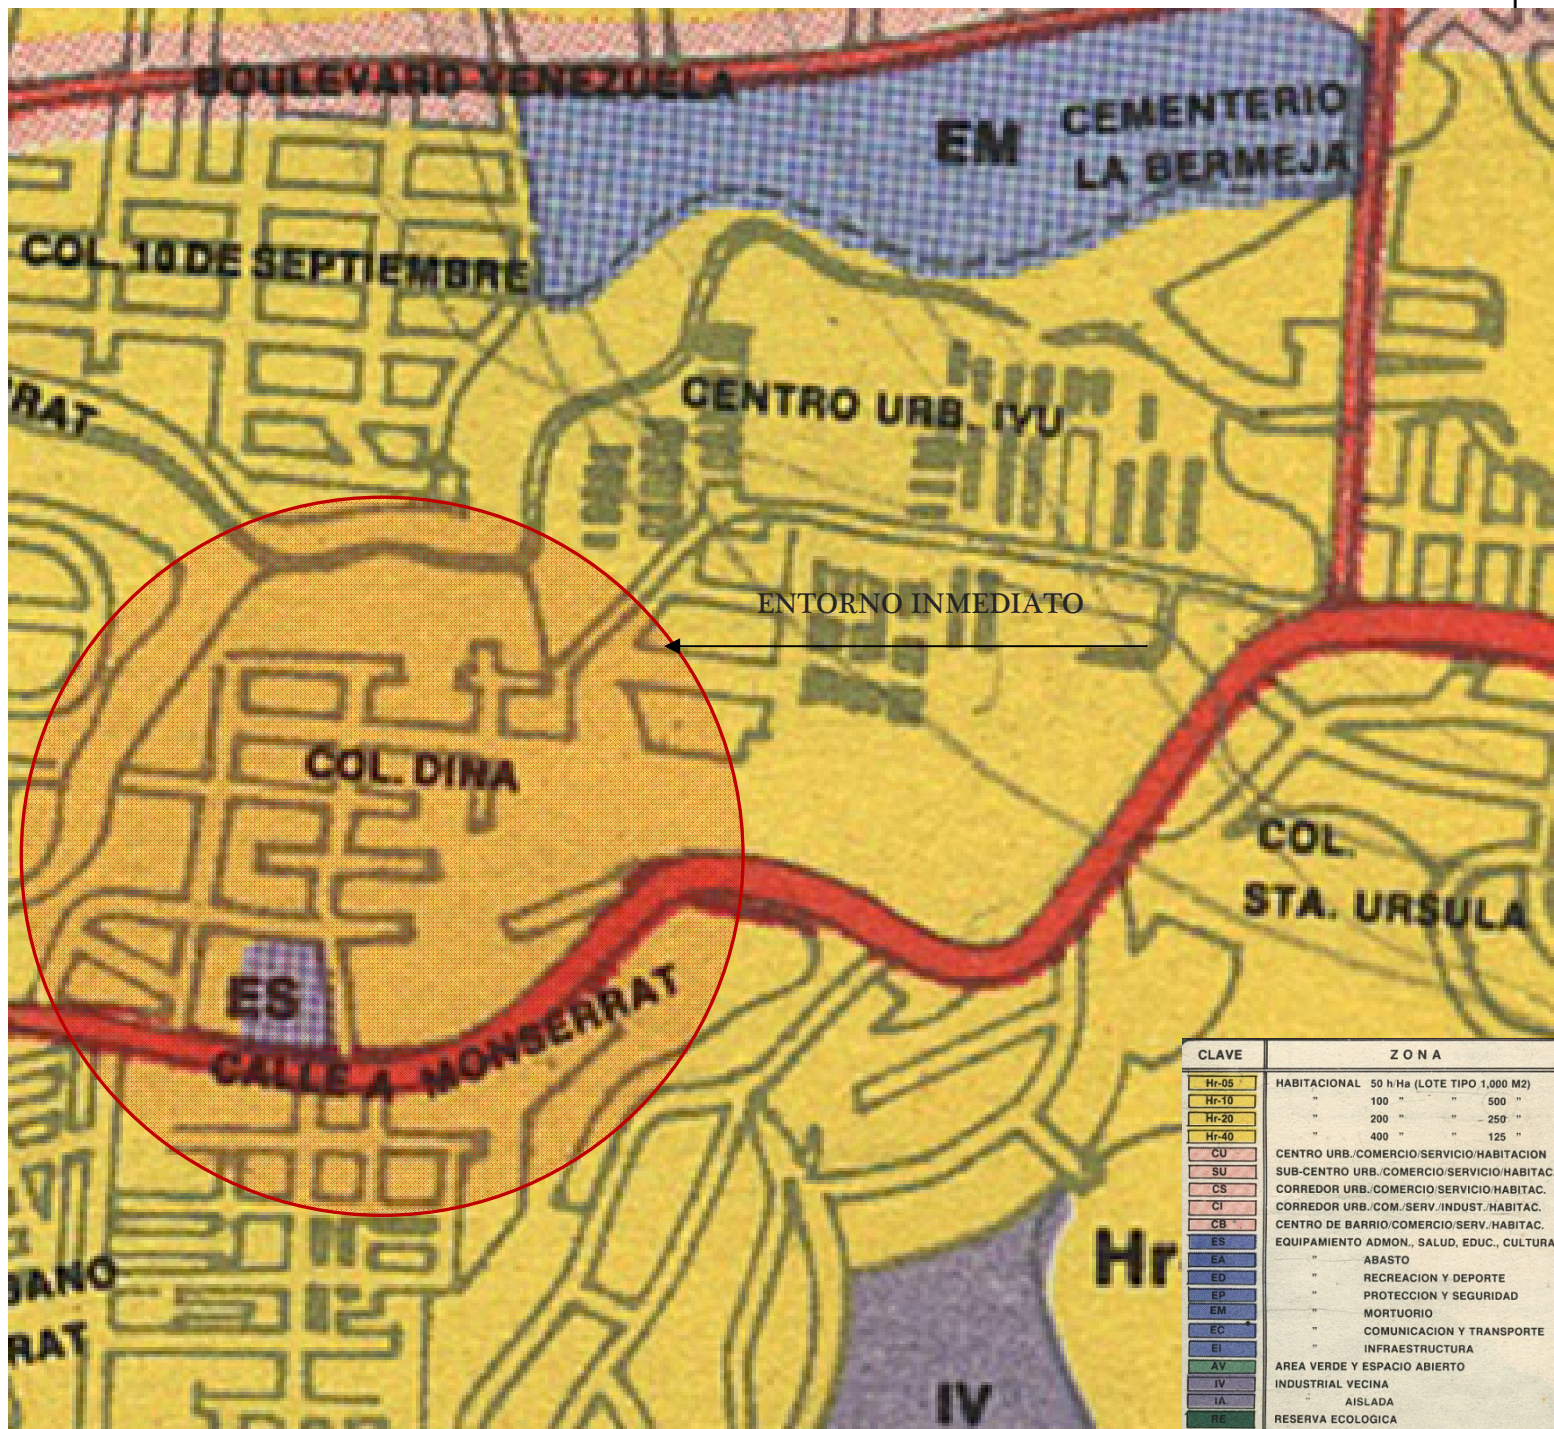 BOULEVARD VENEZUELA
EM
CEMENTERIO
LA BERMEJA
COL. 10 DE SEPTIEMBRE
RAT
CENTRO URB. IVU
ENTORNO INMEDIATO
COL. DINA
COL.
STA. URSULA
ES
CALLE A MONSERRAT
Hr
ANO
RAT
IV
CLAVE ZONA
Hr-05 HABITACIONAL 50 h/Ha (LOTE TIPO 1,000 M2)
Hr-10 " 100 " " 500 "
Hr-20 " 200 " " 250 "
Hr-40 " 400 " " 125 "
CU CENTRO URB./COMERCIO/SERVICIO/HABITACION
SU SUB-CENTRO URB./COMERCIO/SERVICIO/HABITAC
CS CORREDOR URB./COMERCIO/SERVICIO/HABITAC.
CI CORREDOR URB./COM./SERV./INDUST./HABITAC.
CB CENTRO DE BARRIO/COMERCIO/SERV./HABITAC.
ES EQUIPAMIENTO ADMON., SALUD, EDUC., CULTURA
EA " ABASTO
ED " RECREACION Y DEPORTE
EP " PROTECCION Y SEGURIDAD
EM " MORTUORIO
EC " COMUNICACION Y TRANSPORTE
EI " INFRAESTRUCTURA
AV AREA VERDE Y ESPACIO ABIERTO
IV INDUSTRIAL VECINA
IA " AISLADA
RE RESERVA ECOLOGICA